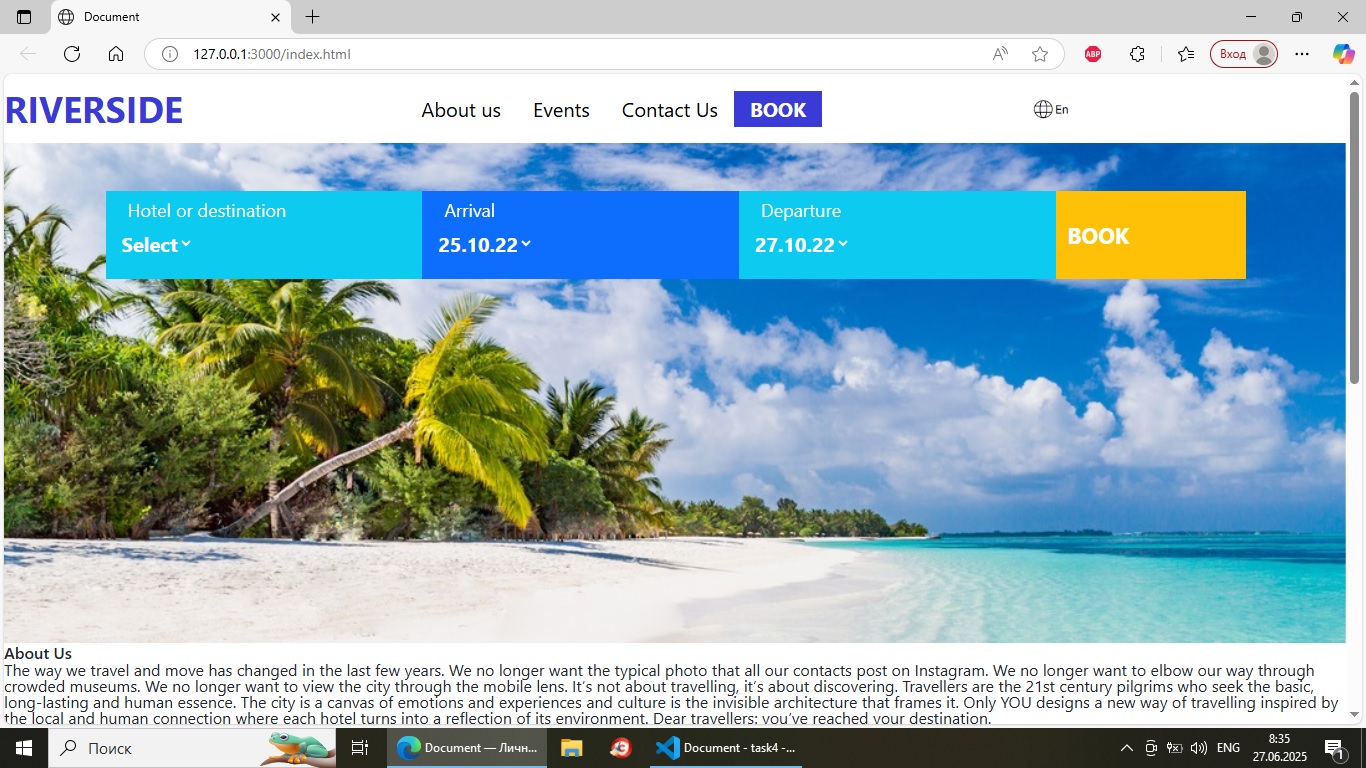 Document
127.0.0.1:3000/index.html
ABP
Вход
RIVERSIDE
About us Events Contact Us BOOK En
Hotel or destination Arrival Departure
Select 25.10.22 27.10.22 BOOK
About Us
The way we travel and move has changed in the last few years. We no longer want the typical photo that all our contacts post on Instagram. We no longer want to elbow our way through
crowded museums. We no longer want to view the city through the mobile lens. It’s not about travelling, it’s about discovering. Travellers are the 21st century pilgrims who seek the basic,
long-lasting and human essence. The city is a canvas of emotions and experiences and culture is the invisible architecture that frames it. Only YOU designs a new way of travelling inspired by
the local and human connection where each hotel turns into a reflection of its environment. Dear travellers: you’ve reached your destination.
Поиск
Document — Личн...
Document - task4 -...
ENG
8:35
27.06.2025
1